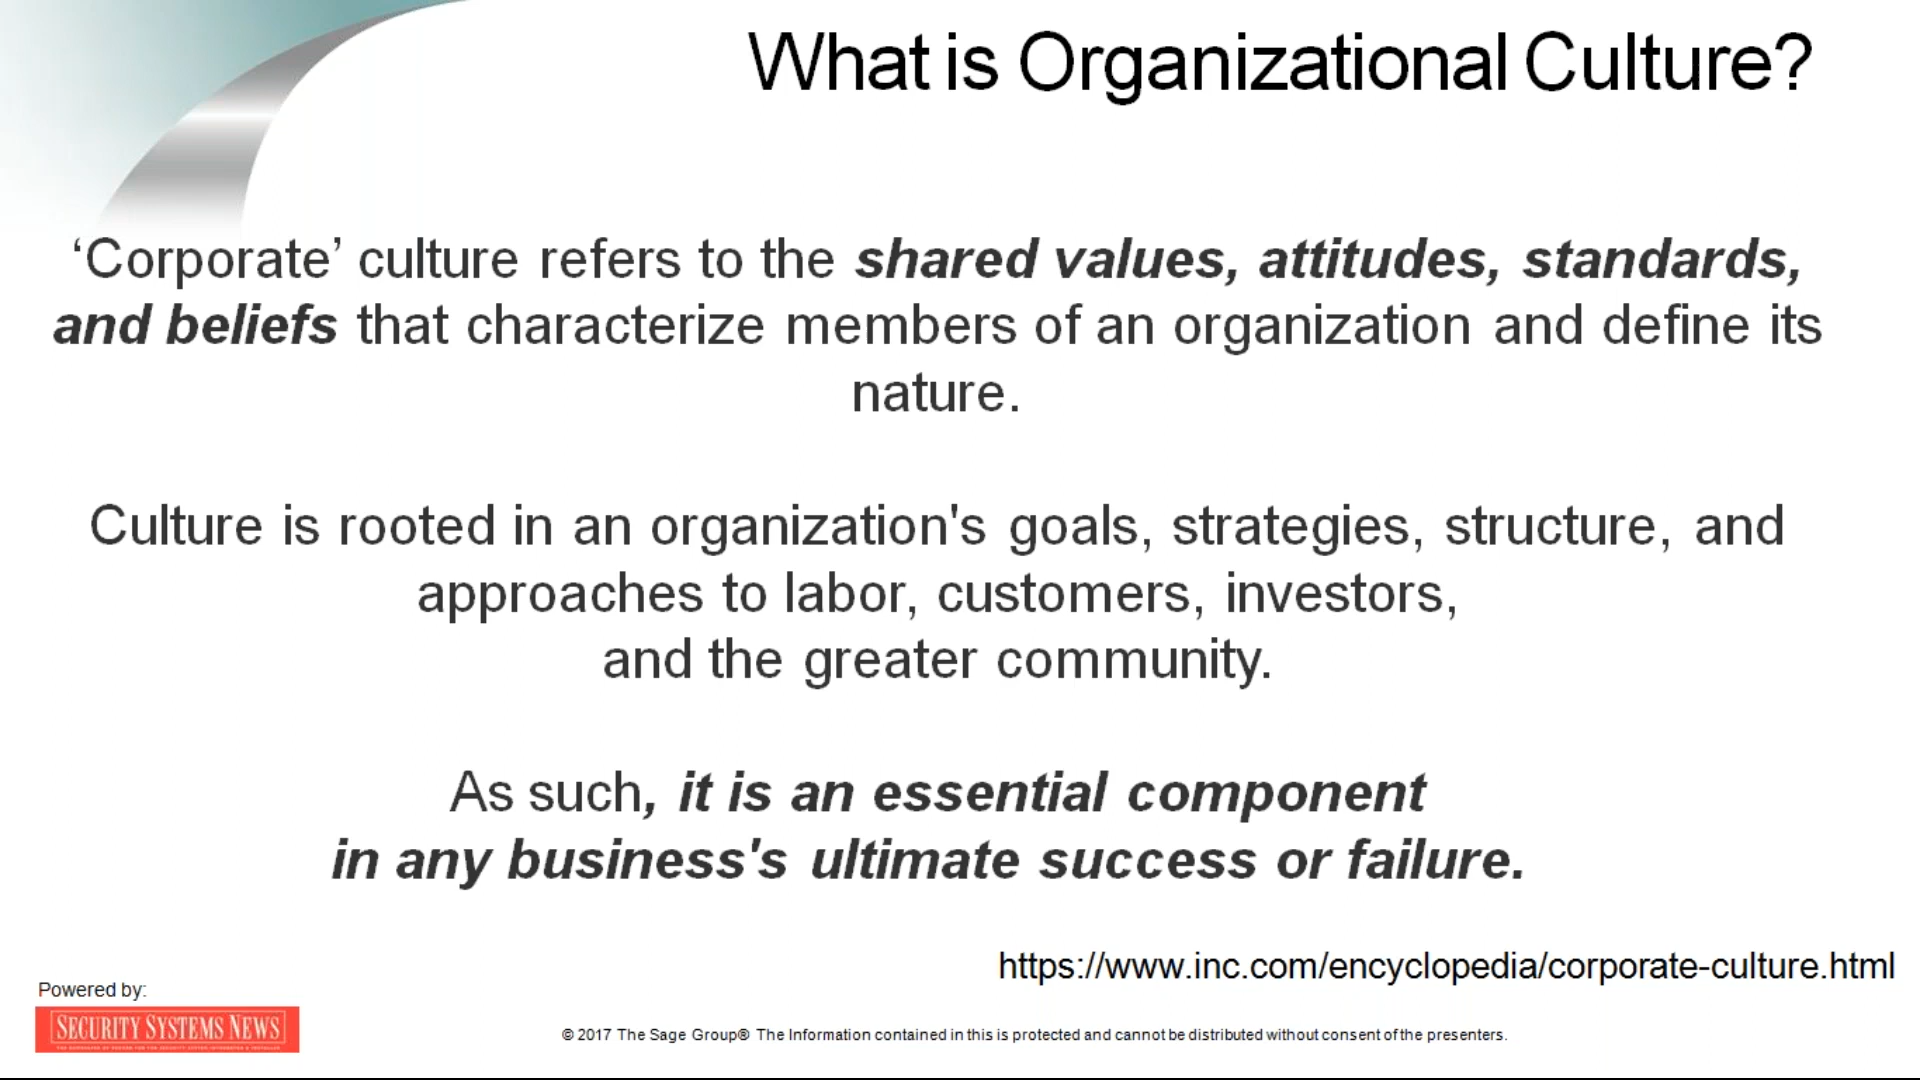 What is Organizational Culture?
‘Corporate’ culture refers to the shared values, attitudes, standards,
and beliefs that characterize members of an organization and define its
nature.
Culture is rooted in an organization's goals, strategies, structure, and
approaches to labor, customers, investors,
and the greater community.
As such, it is an essential component
in any business's ultimate success or failure.
https://www.inc.com/encyclopedia/corporate-culture.html
Powered by:
SECURITY SYSTEMS NEWS
© 2017 The Sage Group® The Information contained in this is protected and cannot be distributed without consent of the presenters.